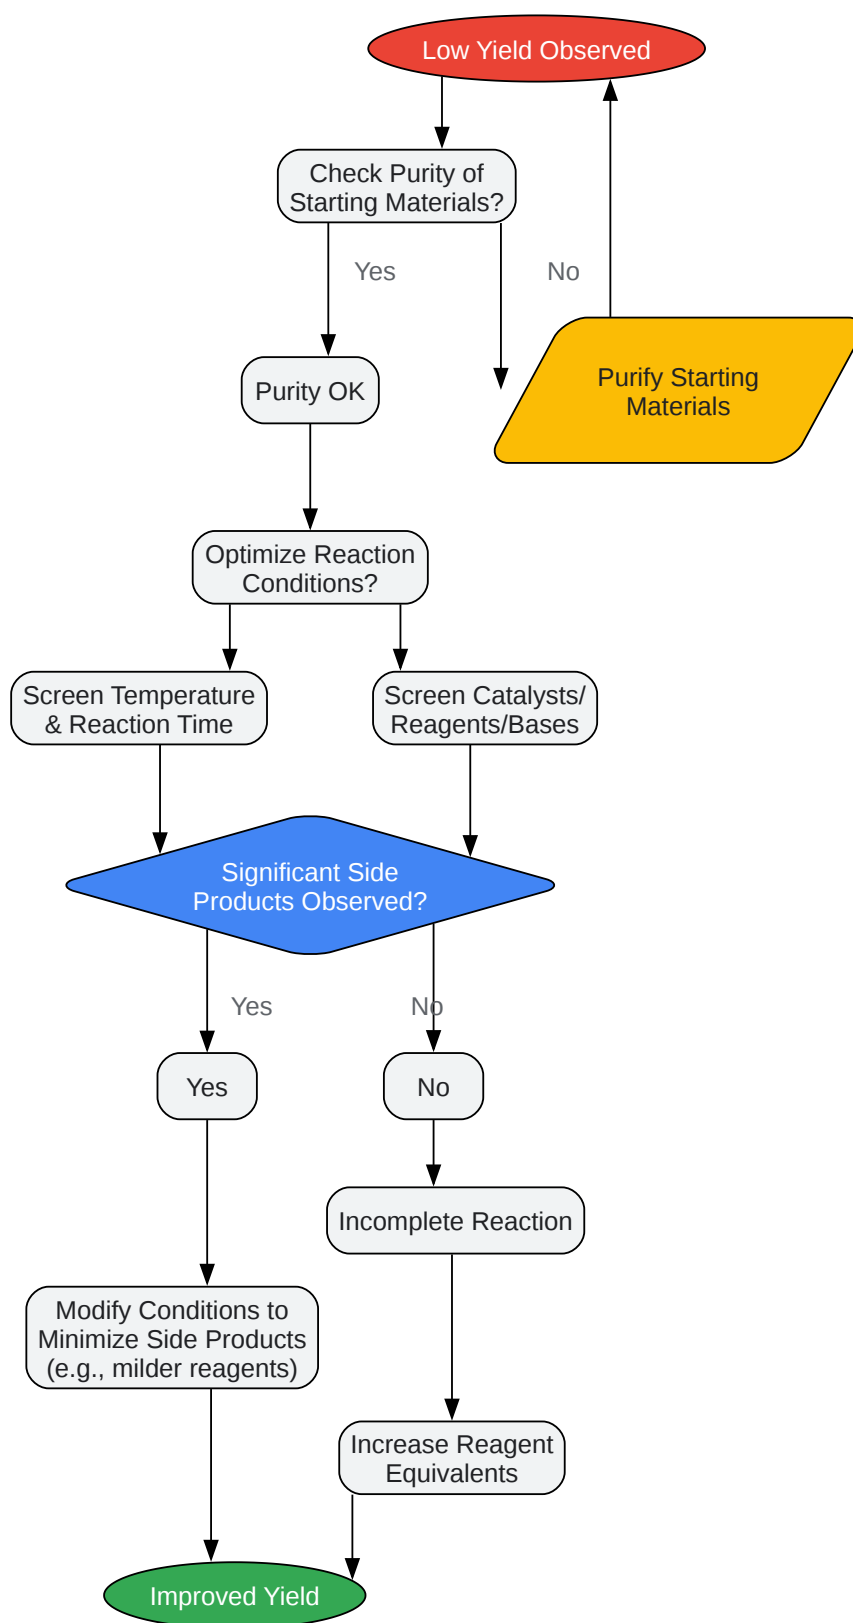 Low Yield Observed
Check Purity of
Starting Materials?
Yes
No
Purity OK
Purify Starting
Materials
Optimize Reaction
Conditions?
Screen Temperature
& Reaction Time
Screen Catalysts/
Reagents/Bases
Significant Side
Products Observed?
Yes
No
Yes
No
Incomplete Reaction
Modify Conditions to
Minimize Side Products
(e.g., milder reagents)
Increase Reagent
Equivalents
Improved Yield